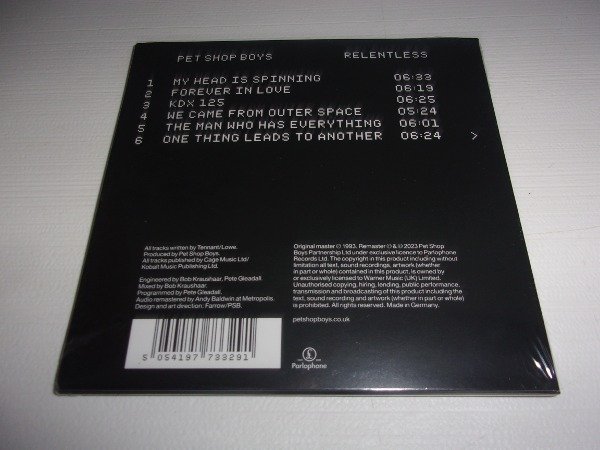 PET SHOP BOYS RELENTLESS
1 MY HEAD IS SPINNING 06:33
2 FOREVER IN LOVE 06:19
3 KDX 125 06:25
4 WE CAME FROM OUTER SPACE 05:24
5 THE MAN WHO HAS EVERYTHING 06:01
6 ONE THING LEADS TO ANOTHER 06:24 >
All tracks written by Tennant/Lowe.
Produced by Pet Shop Boys.
All tracks published by Cage Music Ltd/
Kobalt Music Publishing Ltd.
Engineered by Bob Kraushaar, Pete Gleadall.
Mixed by Bob Kraushaar.
Programmed by Pete Gleadall.
Audio remastered by Andy Baldwin at Metropolis.
Design and art direction: Farrow/PSB.
Original master ℗ 1993. Remaster ℗ & © 2023 Pet Shop
Boys Partnership Ltd under exclusive licence to Parlophone
Records Ltd. The copyright in this product including without
limitation all text, sound recordings, artwork (whether
in part or whole) contained in this product, is owned by
or exclusively licensed to Warner Music (UK) Limited.
Unauthorised copying, hiring, lending, public performance,
transmission and broadcasting of this product including the
text, sound recording and artwork (whether in part or whole)
is prohibited. All rights reserved. Made in Germany.
petshopboys.co.uk
5 054197 733291
Parlophone